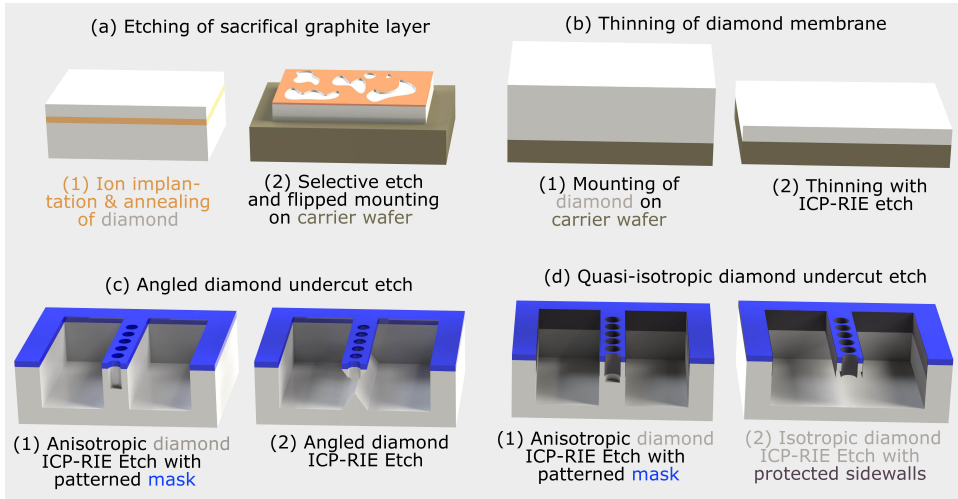 (a) Etching of sacrifical graphite layer
(1) Ion implan-
tation & annealing
of diamond
(2) Selective etch
and flipped mounting
on carrier wafer
(b) Thinning of diamond membrane
(1) Mounting of
diamond on
carrier wafer
(2) Thinning with
ICP-RIE etch
(c) Angled diamond undercut etch
(1) Anisotropic diamond
ICP-RIE Etch with
patterned mask
(2) Angled diamond
ICP-RIE Etch
(d) Quasi-isotropic diamond undercut etch
(1) Anisotropic diamond
ICP-RIE Etch with
patterned mask
(2) Isotropic diamond
ICP-RIE Etch with
protected sidewalls